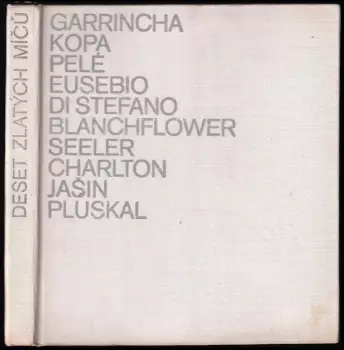 DESET ZLATÝCH MÍČŮ
GARRINCHA
KOPA
PELÉ
EUSEBIO
DI STEFANO
BLANCHFLOWER
SEELER
CHARLTON
JAŠIN
PLUSKAL